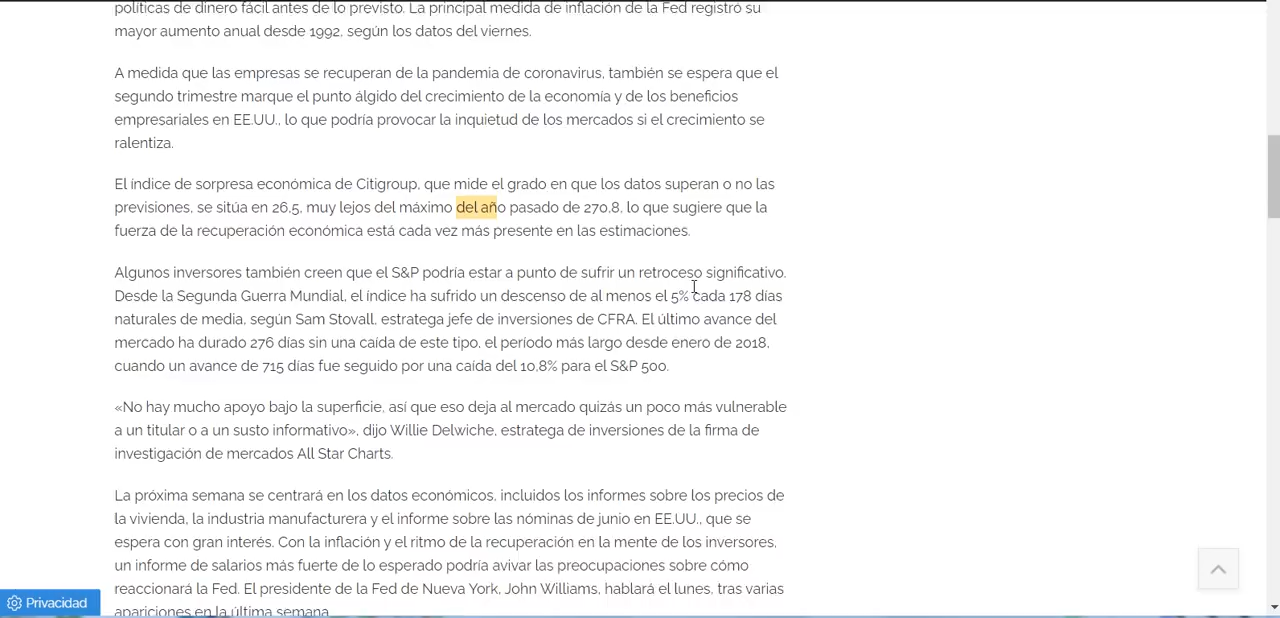 políticas de dinero fácil antes de lo previsto. La principal medida de inflación de la Fed registró su
mayor aumento anual desde 1992, según los datos del viernes.
A medida que las empresas se recuperan de la pandemia de coronavirus, también se espera que el
segundo trimestre marque el punto álgido del crecimiento de la economía y de los beneficios
empresariales en EE.UU., lo que podría provocar la inquietud de los mercados si el crecimiento se
ralentiza.
El índice de sorpresa económica de Citigroup, que mide el grado en que los datos superan o no las
previsiones, se sitúa en 26,5, muy lejos del máximo del año pasado de 270,8, lo que sugiere que la
fuerza de la recuperación económica está cada vez más presente en las estimaciones.
Algunos inversores también creen que el S&P podría estar a punto de sufrir un retroceso significativo.
Desde la Segunda Guerra Mundial, el índice ha sufrido un descenso de al menos el 5% cada 178 días
naturales de media, según Sam Stovall, estratega jefe de inversiones de CFRA. El último avance del
mercado ha durado 276 días sin una caída de este tipo, el período más largo desde enero de 2018,
cuando un avance de 715 días fue seguido por una caída del 10.8% para el S&P 500.
«No hay mucho apoyo bajo la superficie, así que eso deja al mercado quizás un poco más vulnerable
a un titular o a un susto informativo», dijo Willie Delwiche, estratega de inversiones de la firma de
investigación de mercados All Star Charts.
La próxima semana se centrará en los datos económicos, incluidos los informes sobre los precios de
la vivienda, la industria manufacturera y el informe sobre las nóminas de junio en EE.UU., que se
espera con gran interés. Con la inflación y el ritmo de la recuperación en la mente de los inversores,
un informe de salarios más fuerte de lo esperado podría avivar las preocupaciones sobre cómo
reaccionará la Fed. El presidente de la Fed de Nueva York, John Williams, hablará el lunes, tras varias
apariciones en la última semana.
Privacidad